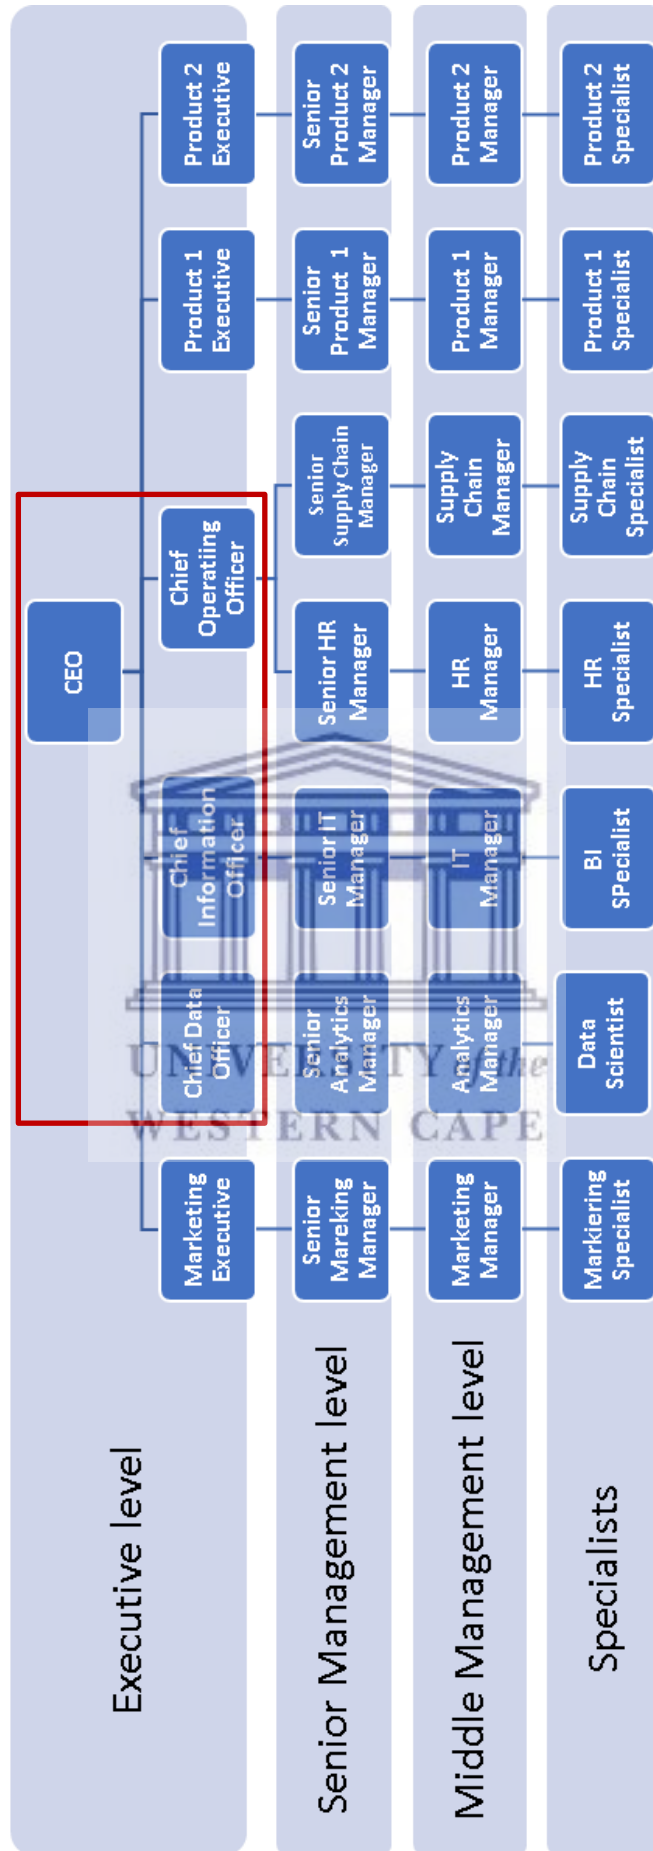 Executive level
CEO
Marketing
Executive
Chief Data
Officer
Chief
Information
Officer
Chief
Operatiing
Officer
Product 1
Executive
Product 2
Executive
Senior Management level
Senior
Mareking
Manager
Senior
Analytics
Manager
Senior IT
Manager
Senior HR
Manager
Senior
Supply Chain
Manager
Senior
Product 1
Manager
Senior
Product 2
Manager
Middle Management level
Marketing
Manager
Analytics
Manager
IT
Manager
HR
Manager
Supply
Chain
Manager
Product 1
Manager
Product 2
Manager
Specialists
Markiering
Specialist
Data
Scientist
BI
SPecialist
HR
Specialist
Supply
Chain
Specialist
Product 1
Specialist
Product 2
Specialist
UNIVERSITY of the
WESTERN CAPE